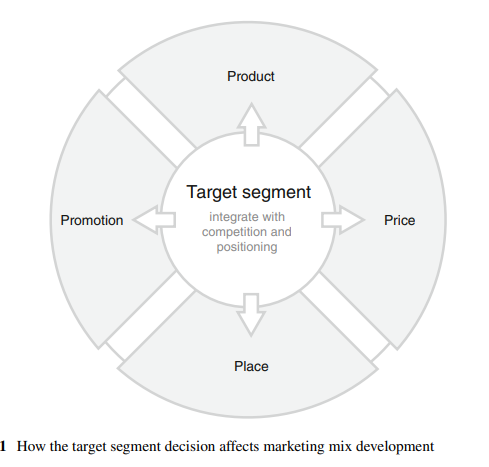 Product
Target segment
integrate with
competition and
positioning
Promotion
Price
Place
1 How the target segment decision affects marketing mix development